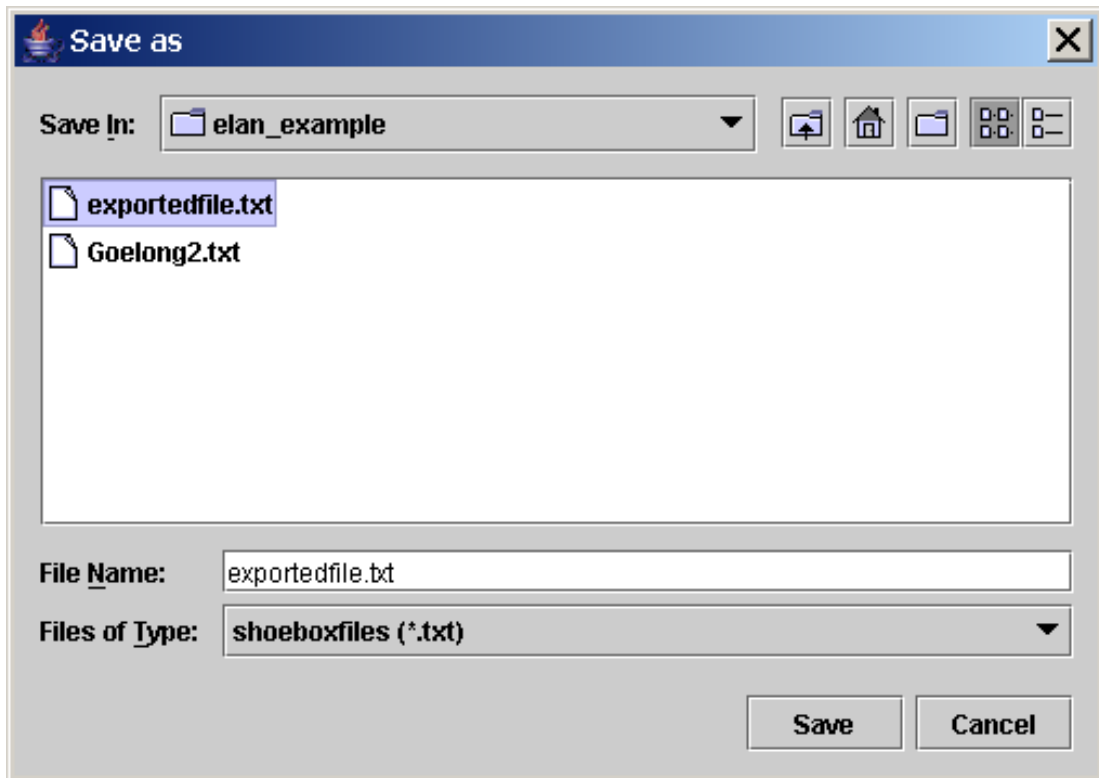 Save as
Save In: elan_example
exportedfile.txt
Goelong2.txt
File Name: exportedfile.txt
Files of Type: shoeboxfiles (*.txt)
Save Cancel